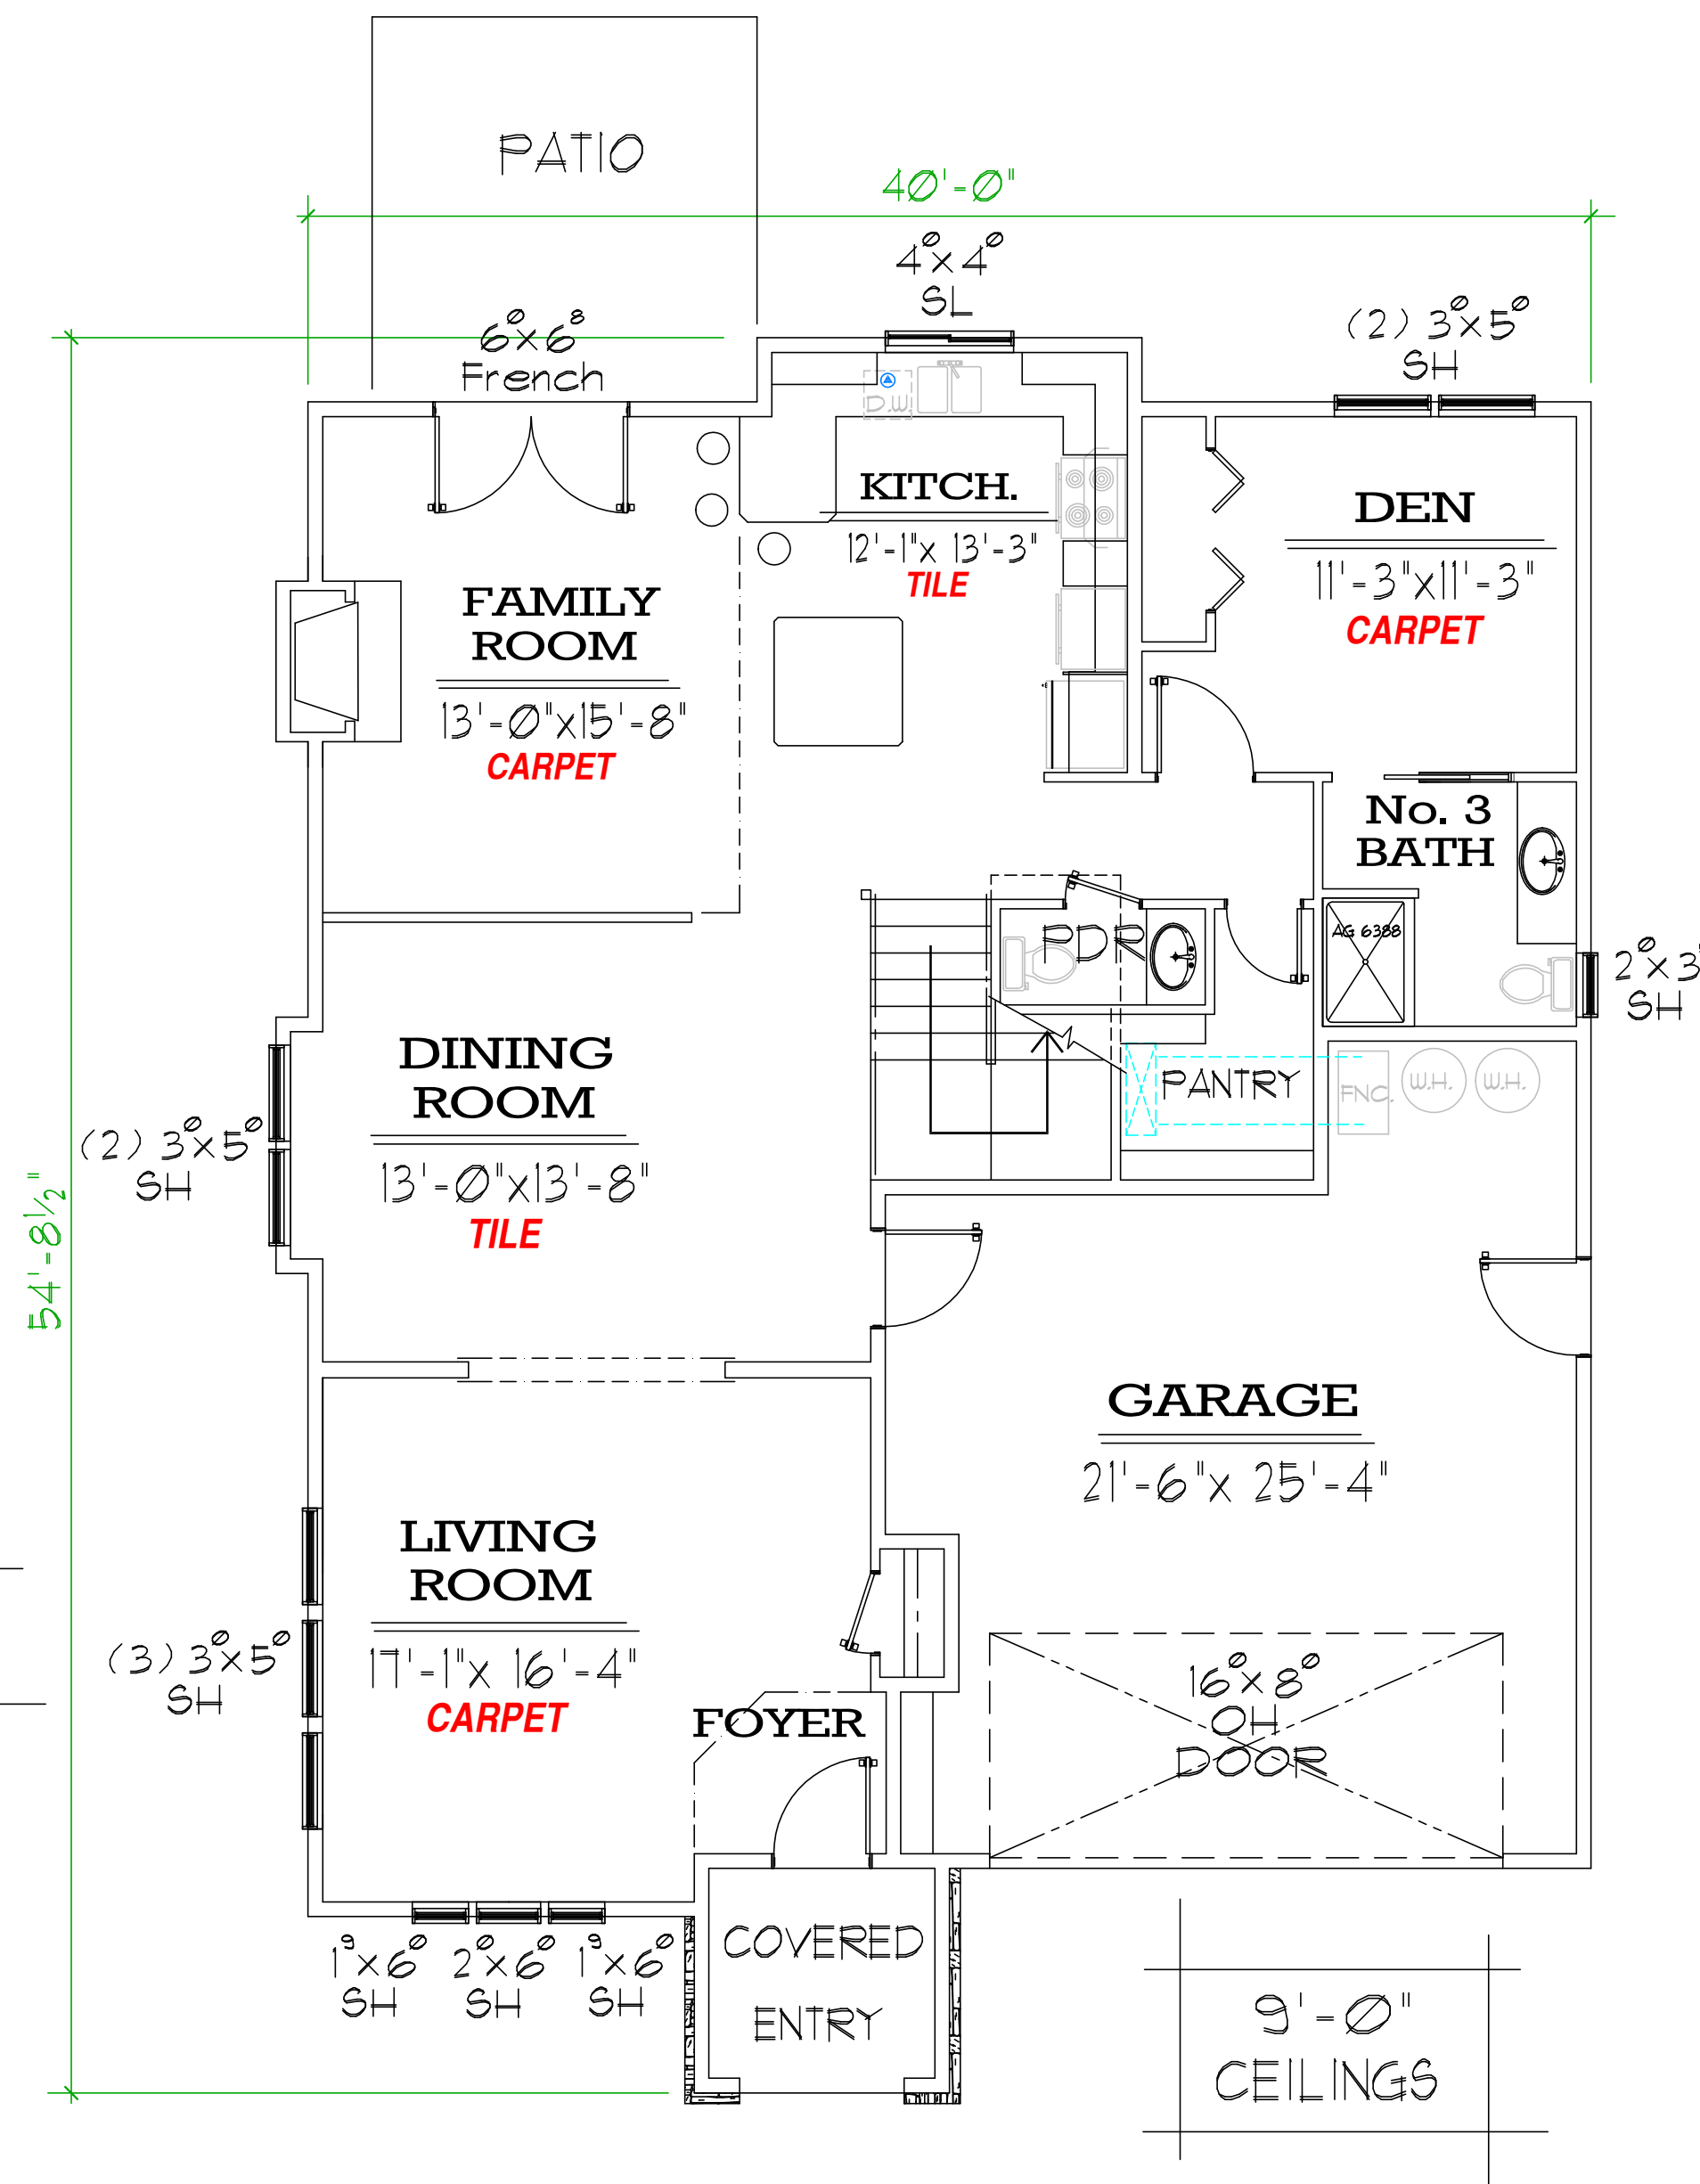 PATIO
40'-0"
4⁰x4⁰
SL
6⁰x6⁸
French
(2) 3⁰x5⁰
SH
D.W.
KITCH.
12'-1"x 13'-3"
TILE
DEN
11'-3"x11'-3"
CARPET
FAMILY
ROOM
13'-0"x15'-8"
CARPET
No. 3
BATH
AG 6388
PDR
2⁰x3
SH
DINING
ROOM
13'-0"x13'-8"
TILE
(2) 3⁰x5⁰
SH
PANTRY
FNC.
W.H.
W.H.
54'-8½"
GARAGE
21'-6"x 25'-4"
LIVING
ROOM
17'-1"x 16'-4"
CARPET
(3) 3⁰x5⁰
SH
FOYER
16⁰x8⁰
OH
DOOR
1⁹x6⁰
SH
2⁰x6⁰
SH
1⁹x6⁰
SH
COVERED
ENTRY
9'-0"
CEILINGS